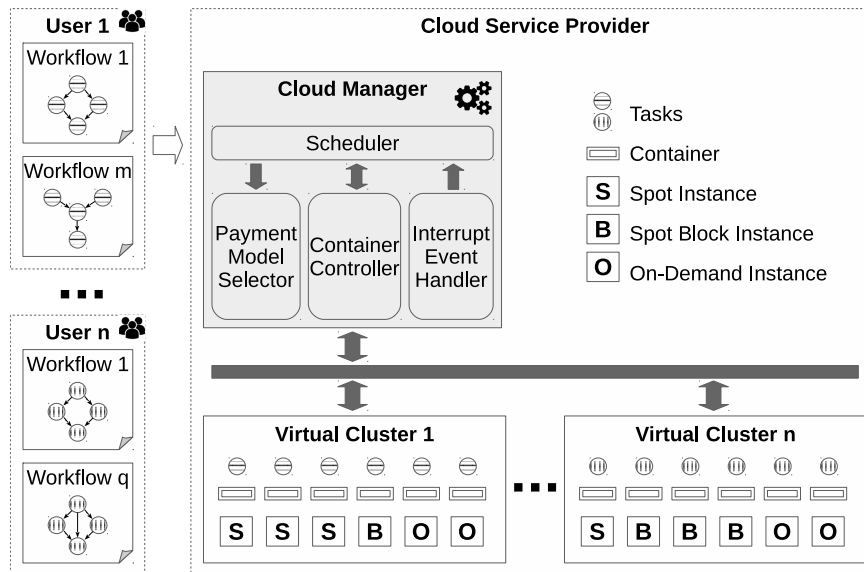 User 1
Workflow 1
Workflow m
User n
Workflow 1
Workflow q
Cloud Service Provider
Cloud Manager
Scheduler
Payment
Model
Selector
Container
Controller
Interrupt
Event
Handler
Tasks
Container
S Spot Instance
B Spot Block Instance
O On-Demand Instance
Virtual Cluster 1
S S S B O O
Virtual Cluster n
S B B B O O